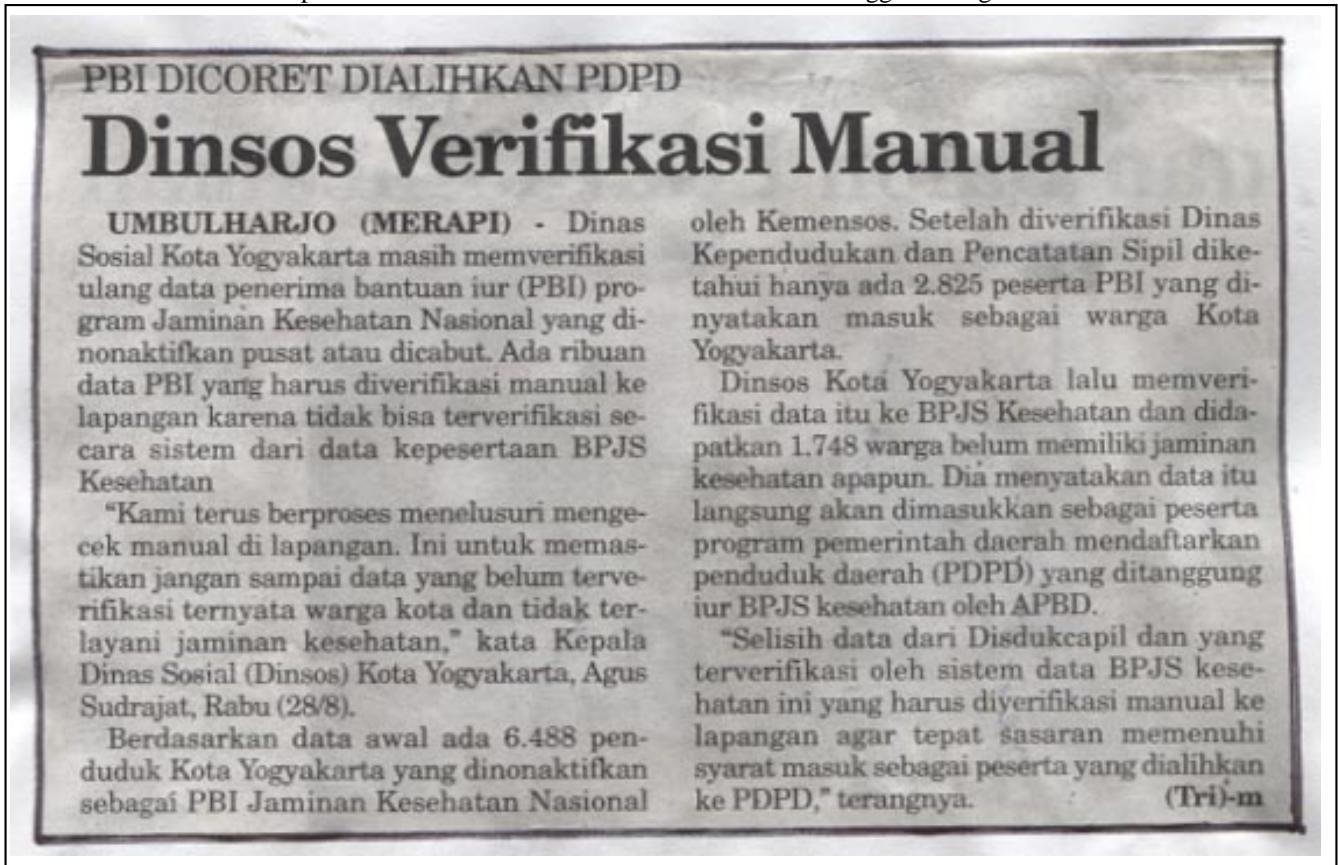 PBI DICORET DIALIHKAN PDPD
Dinsos Verifikasi Manual
UMBULHARJO (MERAPI) - Dinas
Sosial Kota Yogyakarta masih memverifikasi
ulang data penerima bantuan iur (PBI) pro-
gram Jaminan Kesehatan Nasional yang di-
nonaktifkan pusat atau dicabut. Ada ribuan
data PBI yang harus diverifikasi manual ke
lapangan karena tidak bisa terverifikasi se-
cara sistem dari data kepesertaan BPJS
Kesehatan
"Kami terus berproses menelusuri menge-
cek manual di lapangan. Ini untuk memas-
tikan jangan sampai data yang belum terve-
rifikasi ternyata warga kota dan tidak ter-
layani jaminan kesehatan," kata Kepala
Dinas Sosial (Dinsos) Kota Yogyakarta, Agus
Sudrajat, Rabu (28/8).
Berdasarkan data awal ada 6.488 pen-
duduk Kota Yogyakarta yang dinonaktifkan
sebagai PBI Jaminan Kesehatan Nasional
oleh Kemensos. Setelah diverifikasi Dinas
Kependudukan dan Pencatatan Sipil dike-
tahui hanya ada 2.825 peserta PBI yang di-
nyatakan masuk sebagai warga Kota
Yogyakarta.
Dinsos Kota Yogyakarta lalu memveri-
fikasi data itu ke BPJS Kesehatan dan dida-
patkan 1.748 warga belum memiliki jaminan
kesehatan apapun. Dia menyatakan data itu
langsung akan dimasukkan sebagai peserta
program pemerintah daerah mendaftarkan
penduduk daerah (PDPD) yang ditanggung
iur BPJS kesehatan oleh APBD.
"Selisih data dari Disdukcapil dan yang
terverifikasi oleh sistem data BPJS kese-
hatan ini yang harus diverifikasi manual ke
lapangan agar tepat sasaran memenuhi
syarat masuk sebagai peserta yang dialihkan
ke PDPD," terangnya. (Tri)-m